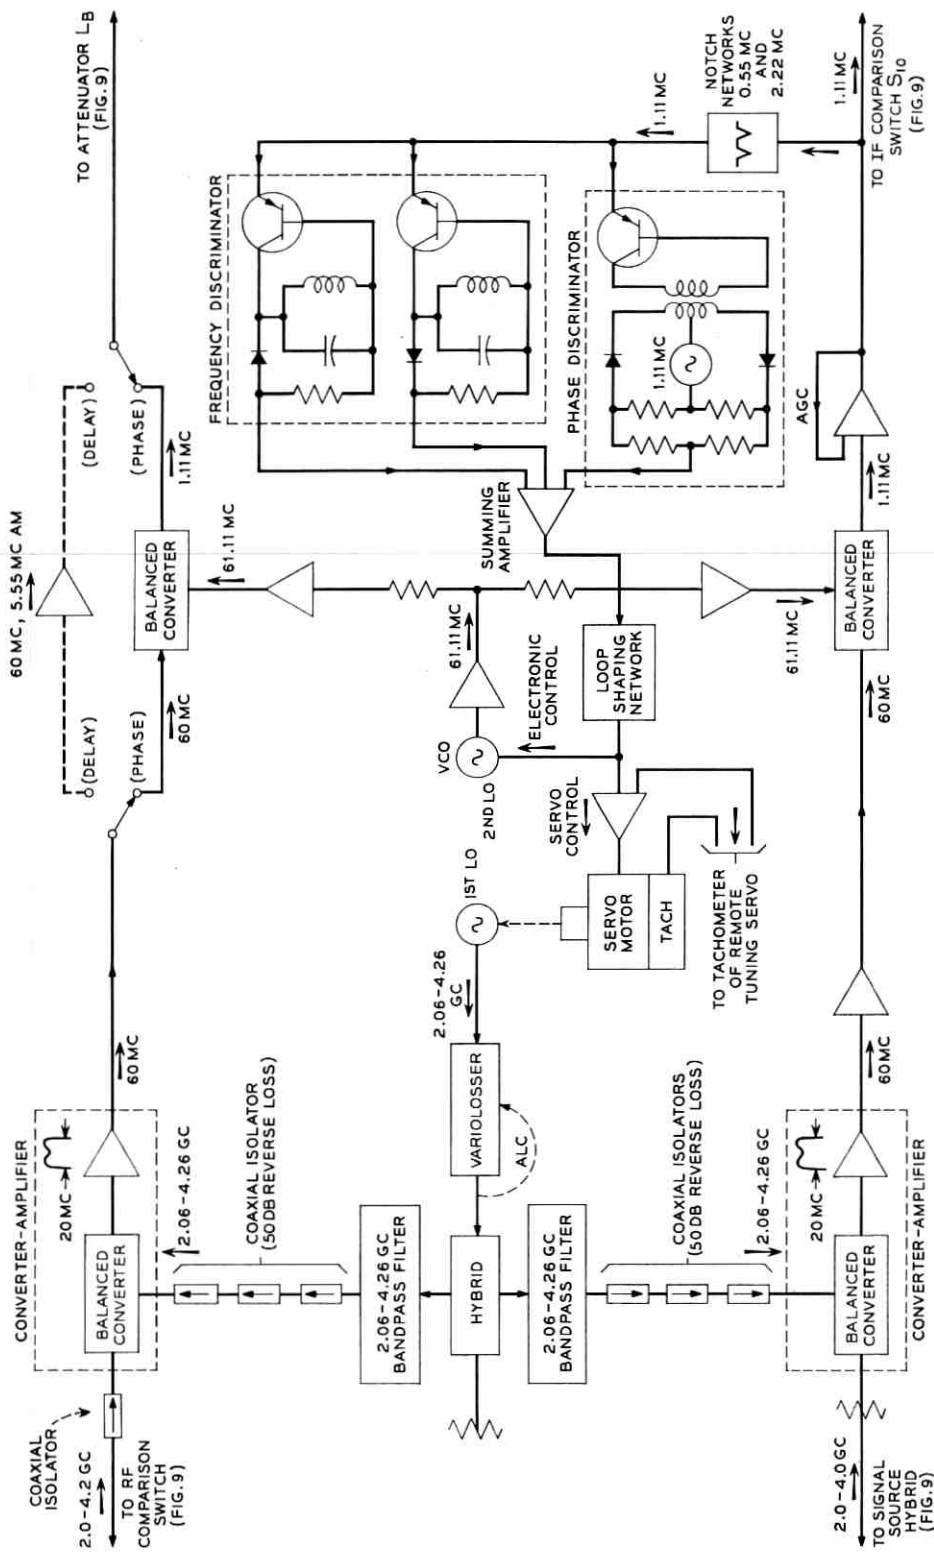 TO ATTENUATOR LB
(FIG. 9)
60 MC, 5.55 MC AM
(DELAY)
(DELAY)
(PHASE)
(PHASE)
60 MC
BALANCED
CONVERTER
1.11 MC
61.11 MC
CONVERTER-AMPLIFIER
20 MC
60 MC
BALANCED
CONVERTER
2.06-4.26 GC
COAXIAL
ISOLATOR
2.0-4.2 GC
TO RF
COMPARISON
SWITCH
(FIG. 9)
COAXIAL ISOLATOR
(50 DB REVERSE LOSS)
2.06-4.26 GC
BANDPASS FILTER
HYBRID
2.06-4.26 GC
BANDPASS FILTER
VARIOLOSSER
ALC
2.06-4.26
GC
1ST LO
VCO
2ND LO
61.11 MC
ELECTRONIC
CONTROL
SERVO
CONTROL
SERVO
MOTOR
TACH
TO TACHOMETER
OF REMOTE
TUNING SERVO
LOOP
SHAPING
NETWORK
SUMMING
AMPLIFIER
FREQUENCY DISCRIMINATOR
PHASE DISCRIMINATOR
1.11 MC
1.11 MC
NOTCH
NETWORKS
0.55 MC
AND
2.22 MC
COAXIAL ISOLATORS
(50 DB REVERSE LOSS)
2.06-4.26 GC
20 MC
BALANCED
CONVERTER
CONVERTER-AMPLIFIER
2.0-4.0 GC
TO SIGNAL
SOURCE
HYBRID
(FIG. 9)
60 MC
60 MC
61.11 MC
BALANCED
CONVERTER
1.11 MC
AGC
1.11 MC
TO IF COMPARISON
SWITCH S10
(FIG. 9)